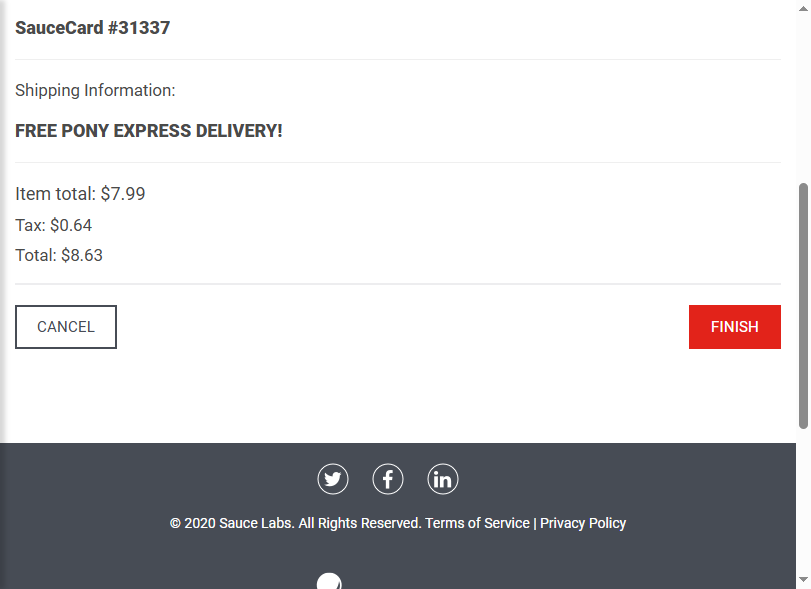 SauceCard #31337
Shipping Information:
FREE PONY EXPRESS DELIVERY!
Item total: $7.99
Tax: $0.64
Total: $8.63
CANCEL
FINISH
© 2020 Sauce Labs. All Rights Reserved. Terms of Service | Privacy Policy